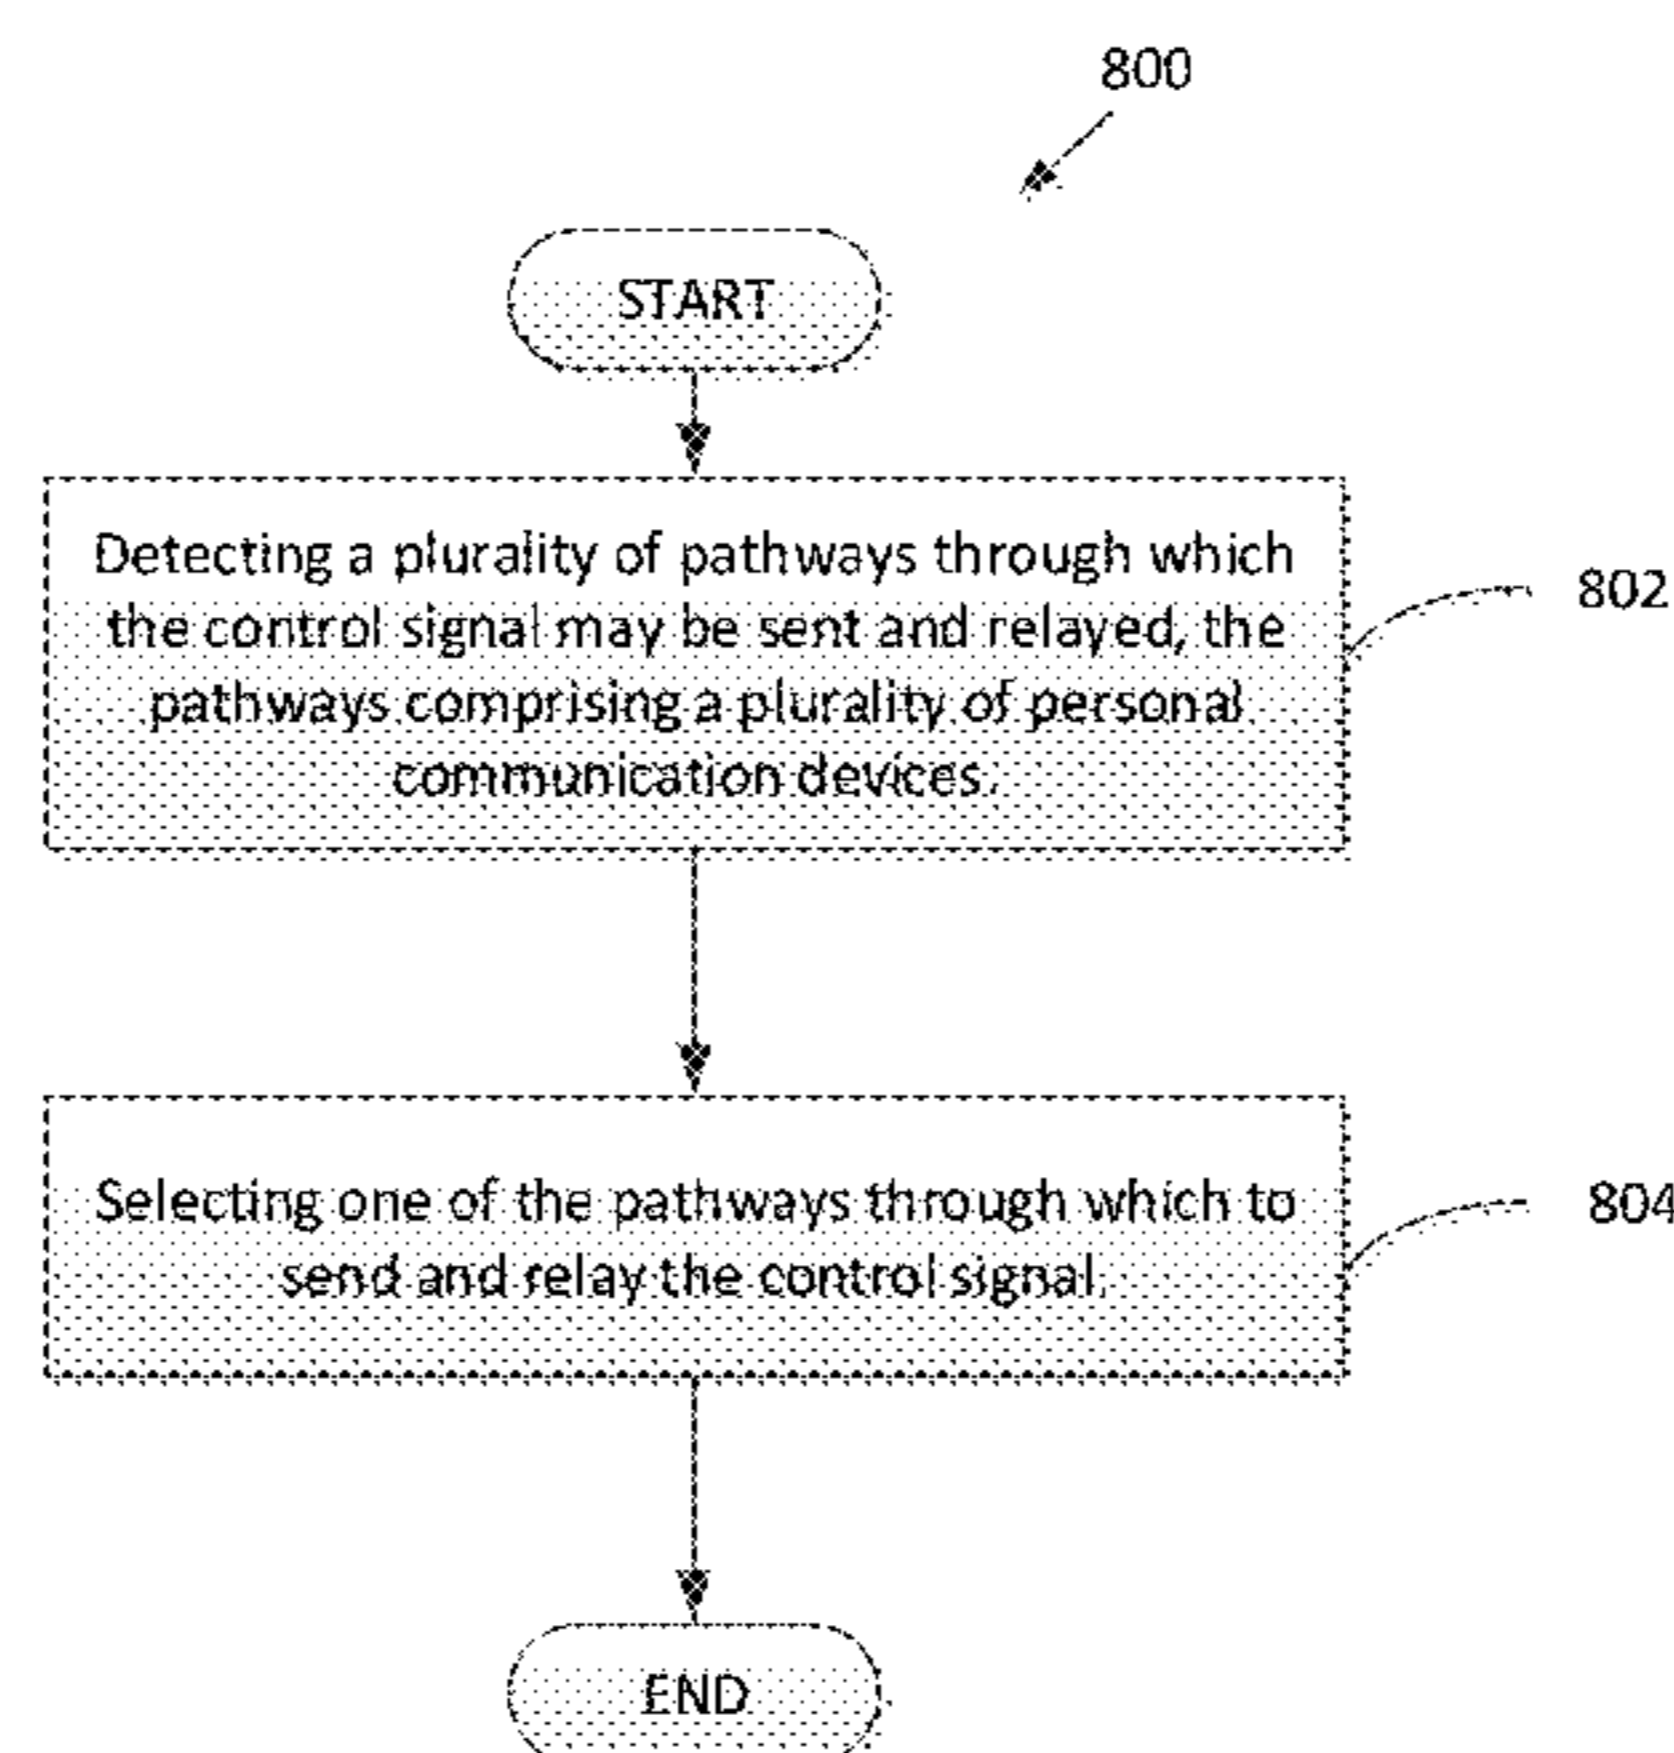 800
START
Detecting a plurality of pathways through which
the control signal may be sent and relayed, the
pathways comprising a plurality of personal
communication devices.
802
Selecting one of the pathways through which to
send and relay the control signal.
804
END